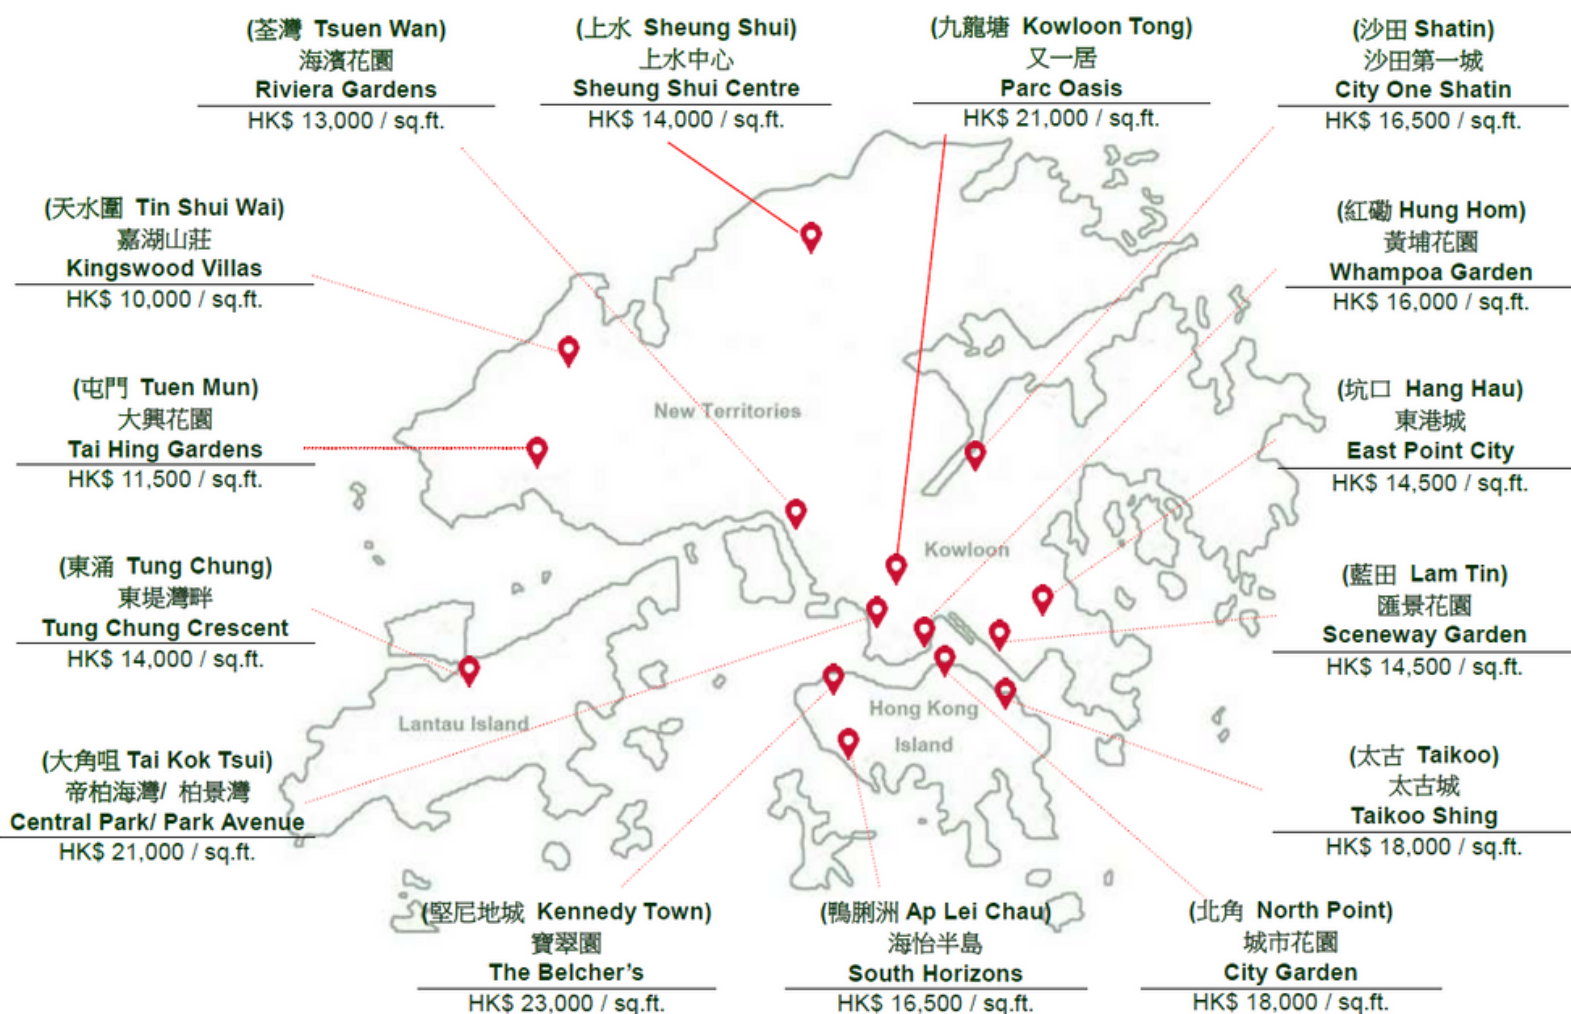 (荃灣 Tsuen Wan)
海濱花園
Riviera Gardens
HK$ 13,000 / sq.ft.
(上水 Sheung Shui)
上水中心
Sheung Shui Centre
HK$ 14,000 / sq.ft.
(九龍塘 Kowloon Tong)
又一居
Parc Oasis
HK$ 21,000 / sq.ft.
(沙田 Shatin)
沙田第一城
City One Shatin
HK$ 16,500 / sq.ft.
(天水圍 Tin Shui Wai)
嘉湖山莊
Kingswood Villas
HK$ 10,000 / sq.ft.
(紅磡 Hung Hom)
黃埔花園
Whampoa Garden
HK$ 16,000 / sq.ft.
(屯門 Tuen Mun)
大興花園
Tai Hing Gardens
HK$ 11,500 / sq.ft.
New Territories
(坑口 Hang Hau)
東港城
East Point City
HK$ 14,500 / sq.ft.
Kowloon
(東涌 Tung Chung)
東堤灣畔
Tung Chung Crescent
HK$ 14,000 / sq.ft.
(藍田 Lam Tin)
匯景花園
Sceneway Garden
HK$ 14,500 / sq.ft.
Lantau Island
Hong Kong
Island
(大角咀 Tai Kok Tsui)
帝柏海灣/ 柏景灣
Central Park/ Park Avenue
HK$ 21,000 / sq.ft.
(太古 Taikoo)
太古城
Taikoo Shing
HK$ 18,000 / sq.ft.
(堅尼地城 Kennedy Town)
寶翠園
The Belcher's
HK$ 23,000 / sq.ft.
(鴨脷洲 Ap Lei Chau)
海怡半島
South Horizons
HK$ 16,500 / sq.ft.
(北角 North Point)
城市花園
City Garden
HK$ 18,000 / sq.ft.